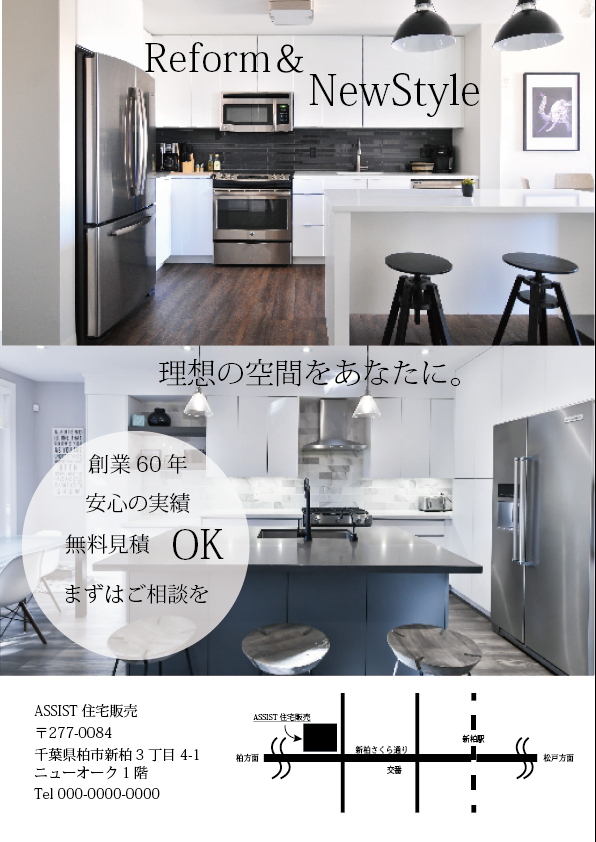 Reform&
NewStyle
理想の空間をあなたに。
創業 60 年
安心の実績
無料見積 OK
まずはご相談を
ASSIST 住宅販売
〒277-0084
千葉県柏市新柏 3 丁目 4-1
ニューオーク 1 階
Tel 000-0000-0000
ASSIST 住宅販売
新柏駅
新柏さくら通り
柏方面
松戸方面
交番